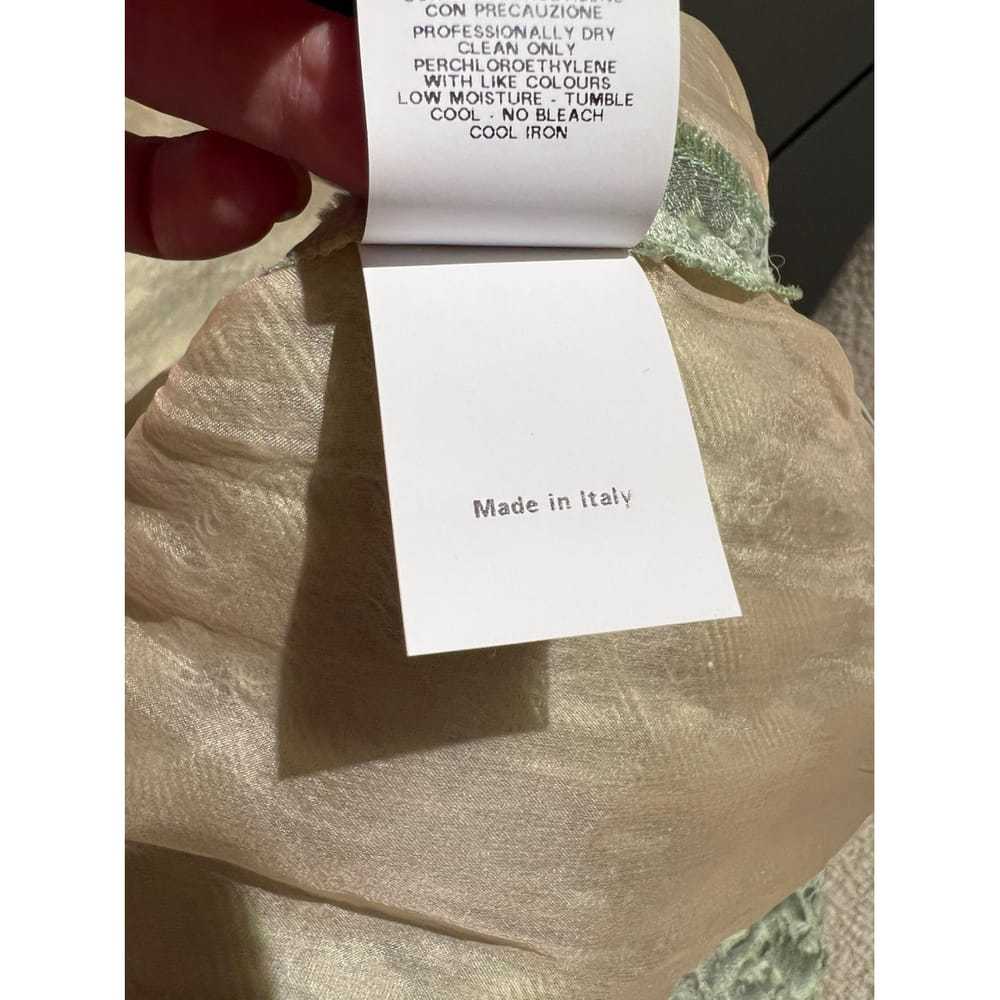 CON PRECAUZIONE
PROFESSIONALLY DRY
CLEAN ONLY
PERCHLOROETHYLENE
WITH LIKE COLOURS
LOW MOISTURE - TUMBLE
COOL - NO BLEACH
COOL IRON
Made in Italy